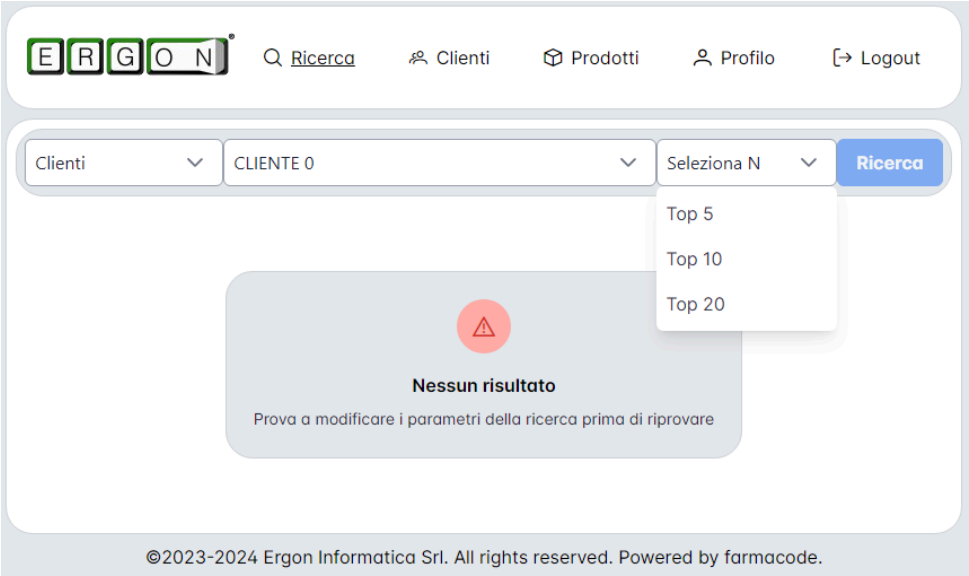 ERGON®
Ricerca
Clienti
Prodotti
Profilo
Logout
Clienti
CLIENTE 0
Seleziona N
Ricerca
Top 5
Top 10
Top 20
Nessun risultato
Prova a modificare i parametri della ricerca prima di riprovare
©2023-2024 Ergon Informatica Srl. All rights reserved. Powered by farmacode.